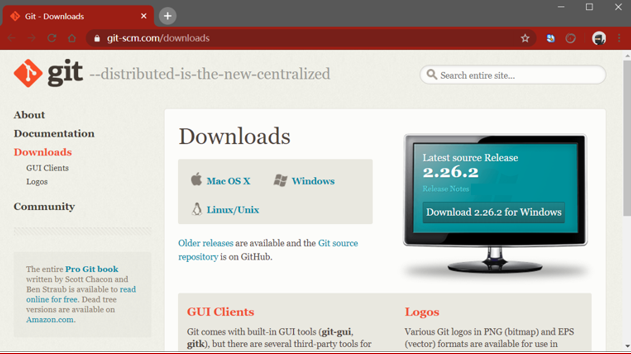 Git - Downloads
git-scm.com/downloads
git --distributed-is-the-new-centralized
Search entire site...
About
Documentation
Downloads
GUI Clients
Logos
Community
The entire Pro Git book
written by Scott Chacon and
Ben Straub is available to read
online for free. Dead tree
versions are available on
Amazon.com.
Downloads
Mac OS X
Windows
Linux/Unix
Older releases are available and the Git source
repository is on GitHub.
Latest source Release
2.26.2
Release Notes
Download 2.26.2 for Windows
GUI Clients
Git comes with built-in GUI tools (git-gui,
gitk), but there are several third-party tools for
Logos
Various Git logos in PNG (bitmap) and EPS
(vector) formats are available for use in